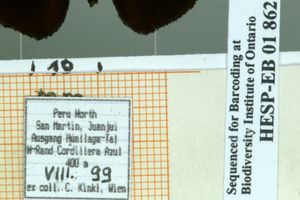 10
Peru North
San Martin, Juanjui
Ausgang Huallaga-Tal
W-Rand Cordillera Azul
400 m
VIII. 99
ex coll. C. Kinkl, Wien
Sequenced for Barcoding at
Biodiversity Institute of Ontario
HESP-EB 01 862